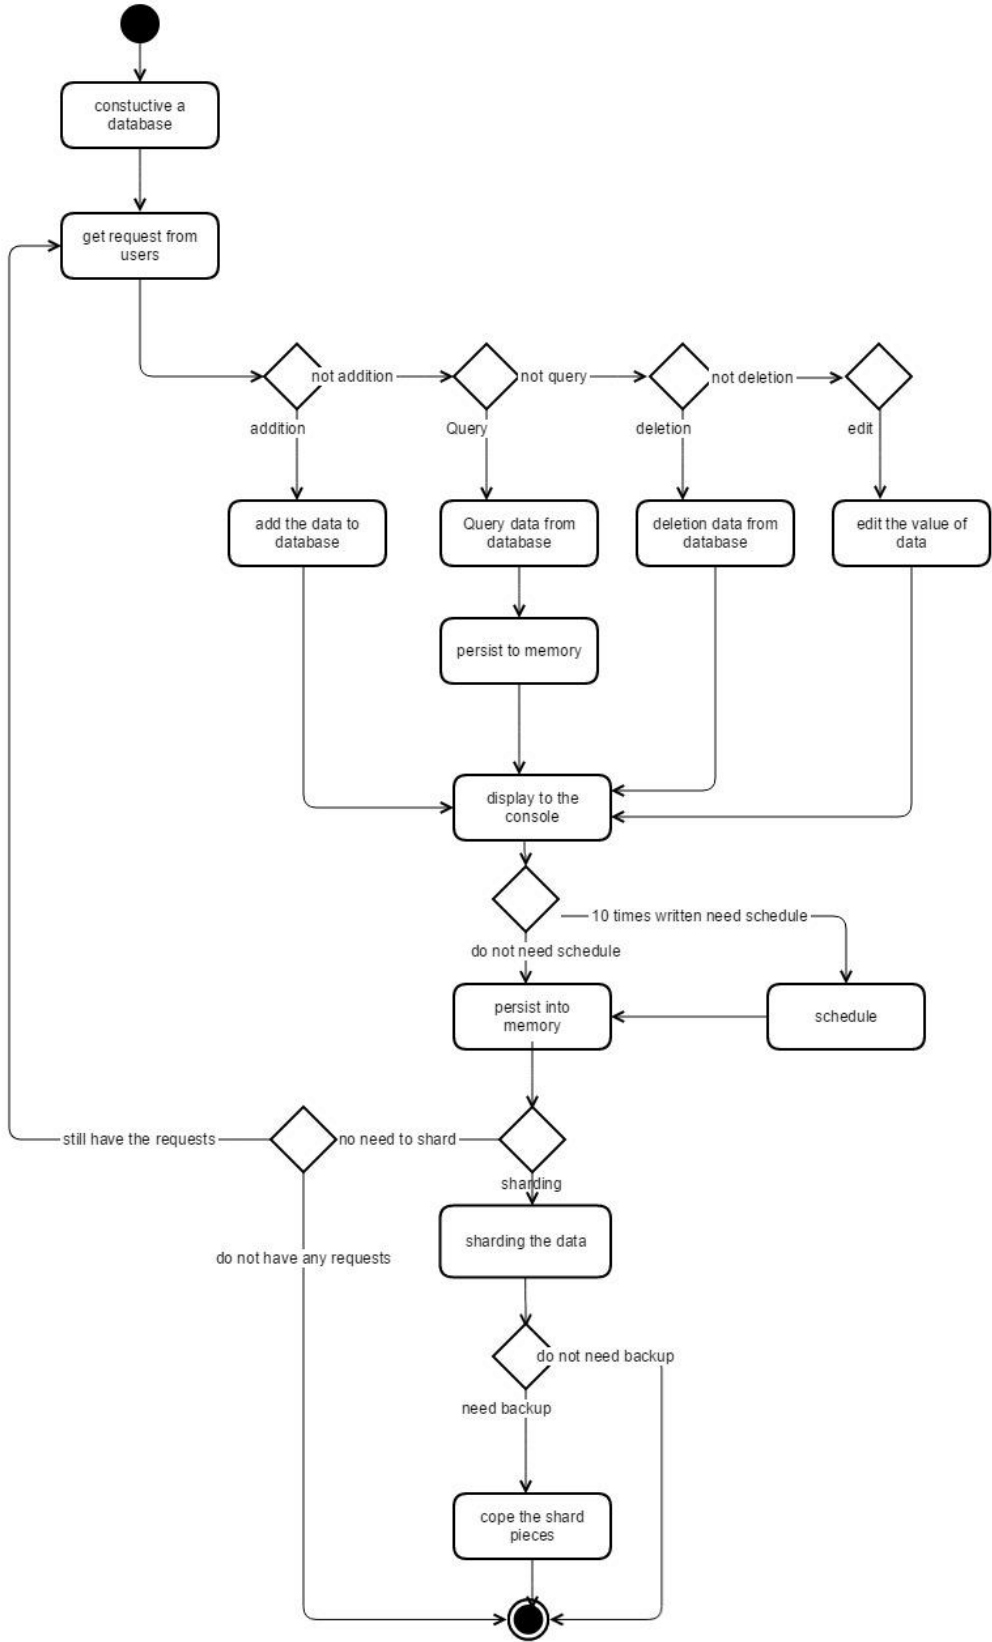 constuctive a
database
get request from
users
not addition
not query
not deletion
addition
Query
deletion
edit
add the data to
database
Query data from
database
deletion data from
database
edit the value of
data
persist to memory
display to the
console
10 times written need schedule
do not need schedule
persist into
memory
schedule
still have the requests
no need to shard
sharding
sharding the data
do not have any requests
do not need backup
need backup
cope the shard
pieces